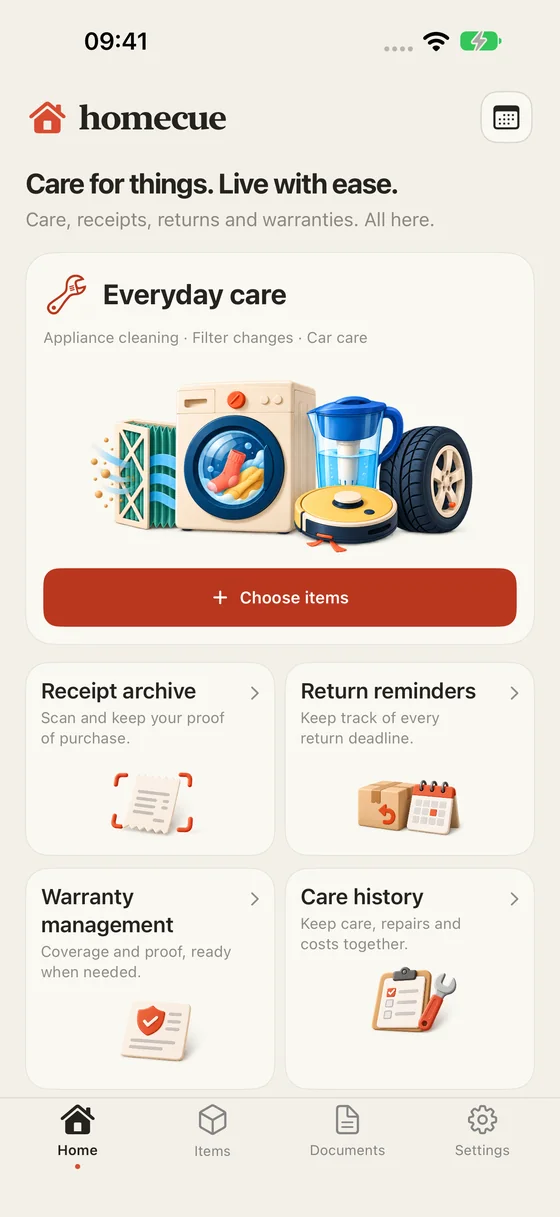 09:41
homecue
Care for things. Live with ease.
Care, receipts, returns and warranties. All here.
Everyday care
Appliance cleaning · Filter changes · Car care
+ Choose items
Receipt archive
Scan and keep your proof
of purchase.
Return reminders
Keep track of every
return deadline.
Warranty
management
Coverage and proof, ready
when needed.
Care history
Keep care, repairs and
costs together.
Home
Items
Documents
Settings